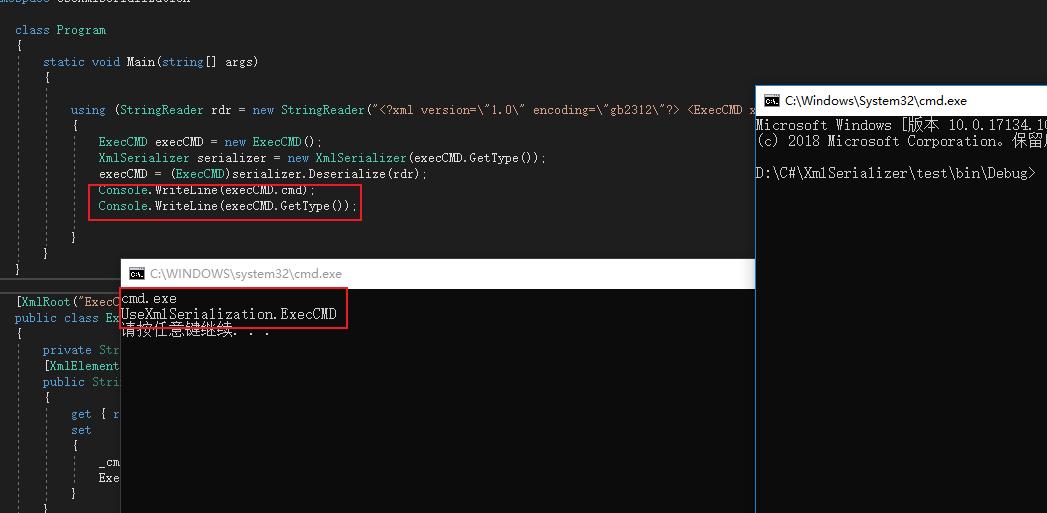 class Program
{
static void Main(string[] args)
{
using (StringReader rdr = new StringReader("<?xml version=\"1.0\" encoding=\"gb2312\"?> <ExecCMD x
{
ExecCMD execCMD = new ExecCMD();
XmlSerializer serializer = new XmlSerializer(execCMD.GetType());
execCMD = (ExecCMD)serializer.Deserialize(rdr);
Console.WriteLine(execCMD.cmd);
Console.WriteLine(execCMD.GetType());
}
}
}
[XmlRoot("ExecC
public class Ex
{
private Str
[XmlElement
public Stri
{
get { r
set
{
_cm
Exe
}
}
C:\WINDOWS\system32\cmd.exe
cmd.exe
UseXmlSerialization.ExecCMD
请按任意键继续. . .
C:\Windows\System32\cmd.exe
Microsoft Windows [版本 10.0.17134.10
(c) 2018 Microsoft Corporation。保留
D:\C#\XmlSerializer\test\bin\Debug>